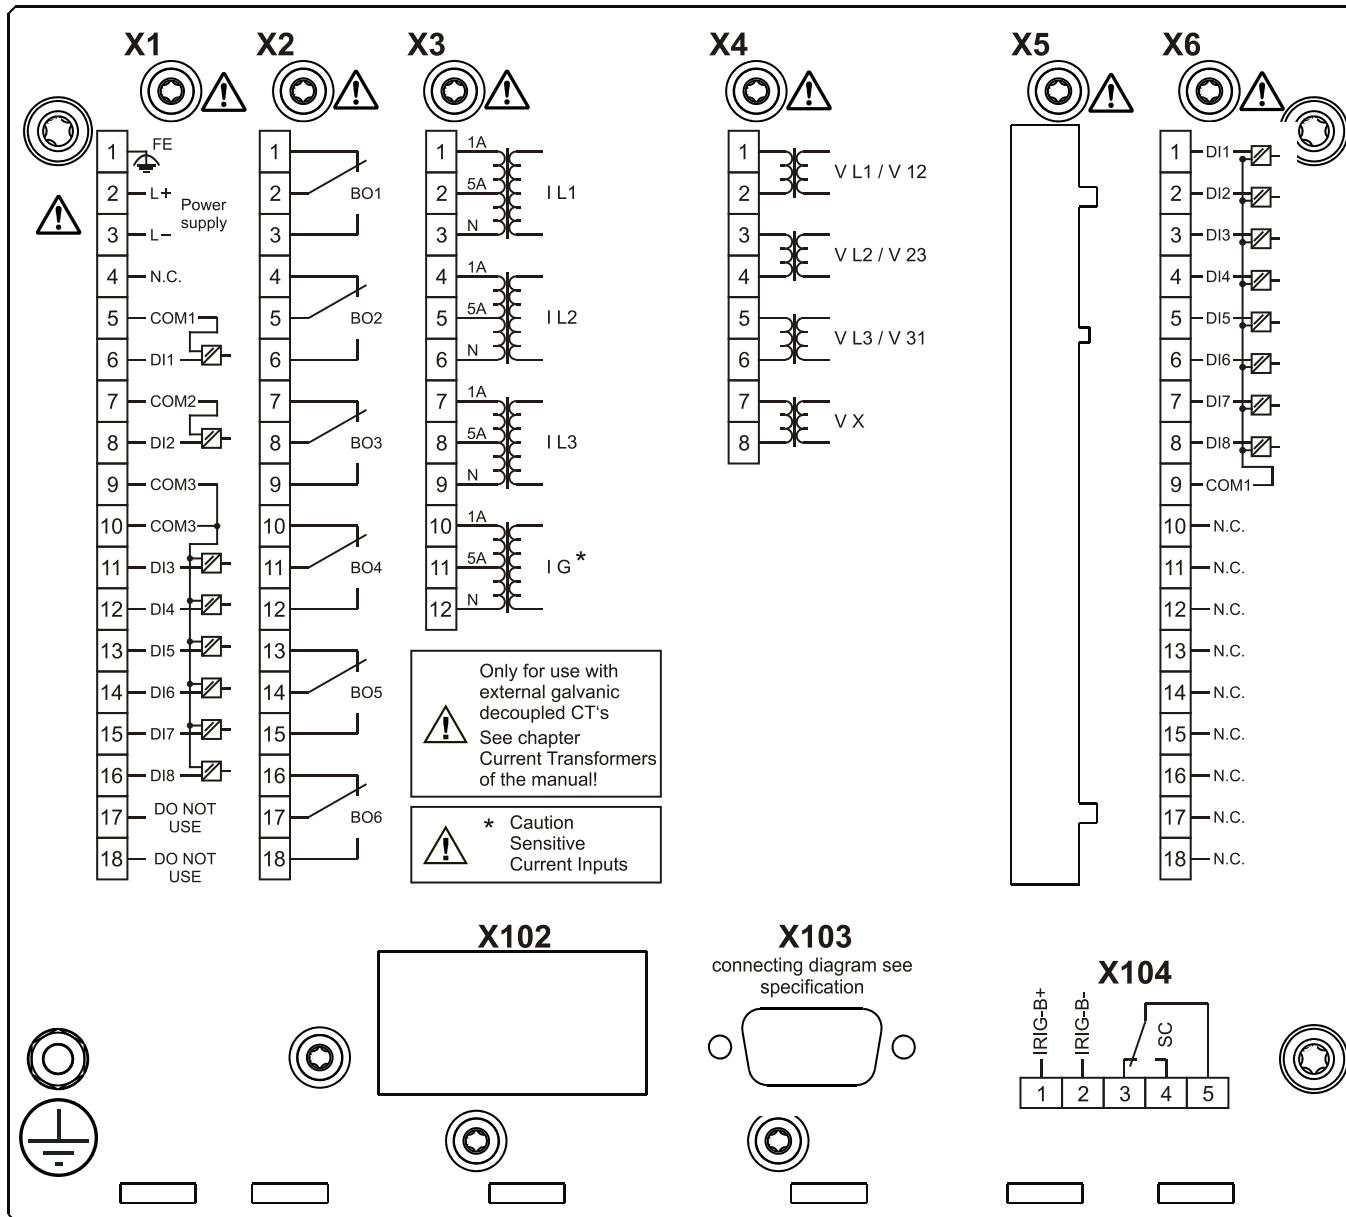 X1 X2 X3 X4 X5 X6
1 FE
2 L+
Power
supply
3 L−
4 N.C.
5 COM1
6 DI1
7 COM2
8 DI2
9 COM3
10 COM3
11 DI3
12 DI4
13 DI5
14 DI6
15 DI7
16 DI8
17 DO NOT
USE
18 DO NOT
USE
1
2 BO1
3
4
5 BO2
6
7
8 BO3
9
10
11 BO4
12
13
14 BO5
15
16
17 BO6
18
1 1A
2 5A I L1
3 N
4 1A
5 5A I L2
6 N
7 1A
8 5A I L3
9 N
10 1A
11 5A I G *
12 N
Only for use with
external galvanic
decoupled CT‘s
See chapter
Current Transformers
of the manual!
* Caution
Sensitive
Current Inputs
1
V L1 / V 12
2
3
V L2 / V 23
4
5
V L3 / V 31
6
7
V X
8
1 DI1
2 DI2
3 DI3
4 DI4
5 DI5
6 DI6
7 DI7
8 DI8
9 COM1
10 N.C.
11 N.C.
12 N.C.
13 N.C.
14 N.C.
15 N.C.
16 N.C.
17 N.C.
18 N.C.
X102
X103
connecting diagram see
specification
X104
IRIG-B+
IRIG-B-
SC
1 2 3 4 5